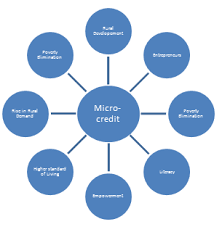 Rural
Development
Entrepreneurs
Poverty
Elimination
Literacy
Empowerment
Higher standard
of Living
Rise in Rural
Demand
Poverty
Elimination
Micro-
credit